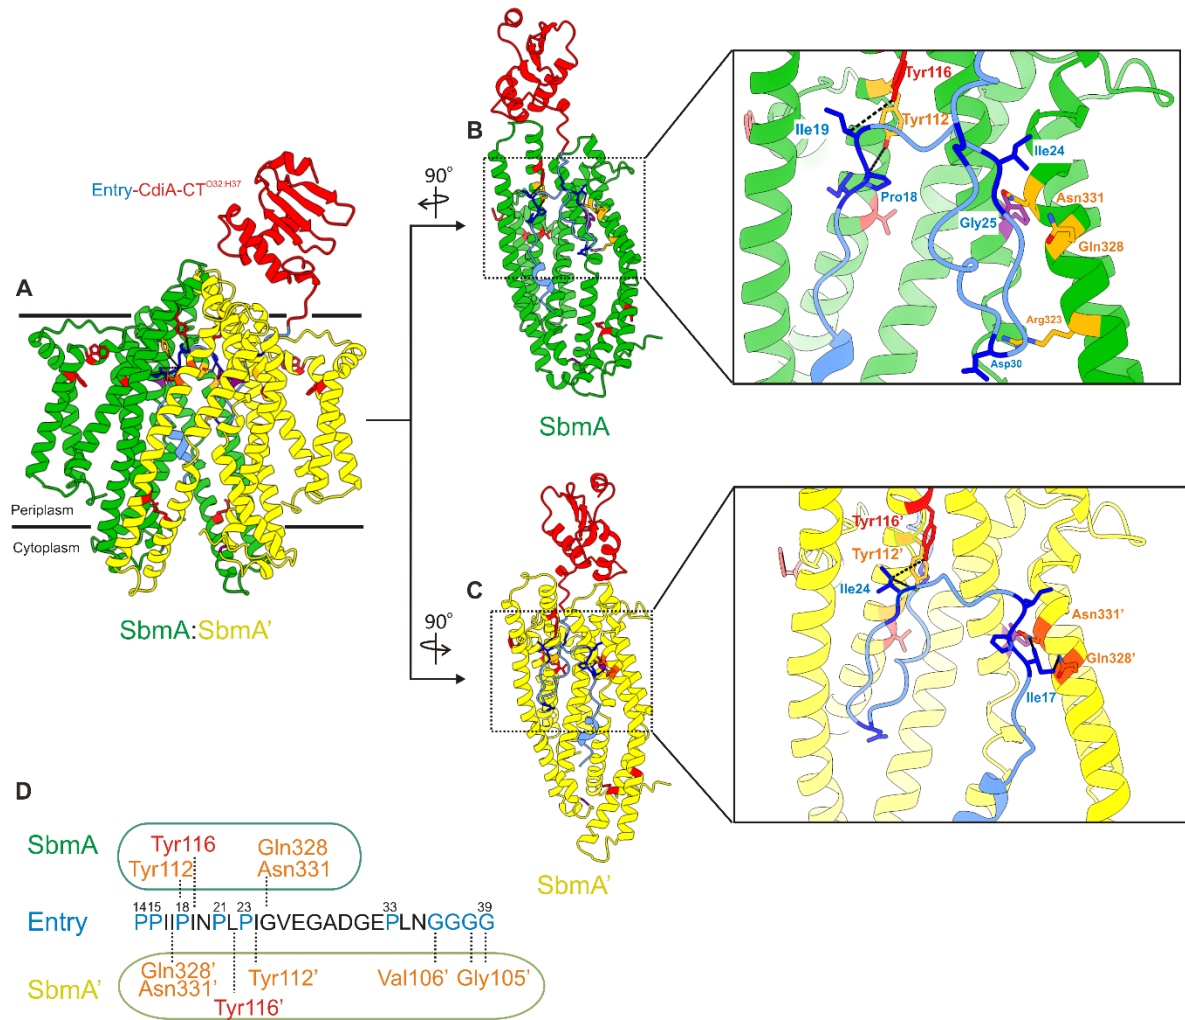 Entry-CdiA-CT^O32:H37
A
Periplasm
Cytoplasm
SbmA:SbmA’
90°
B
SbmA
Tyr116
Tyr112
Ile19
Ile24
Pro18
Asn331
Gly25
Gln328
Arg323
Asp30
90°
C
SbmA’
Tyr116’
Tyr112’
Ile24
Asn331’
Gln328’
Ile17
D
SbmA
Tyr116
Gln328
Tyr112
Asn331
14 15 18 21 23 33 39
Entry
PPIIPINPLPIGVEGADGEPLNGGGG
Gln328’
Tyr112’
Val106’
Gly105’
SbmA’
Asn331’
Tyr116’